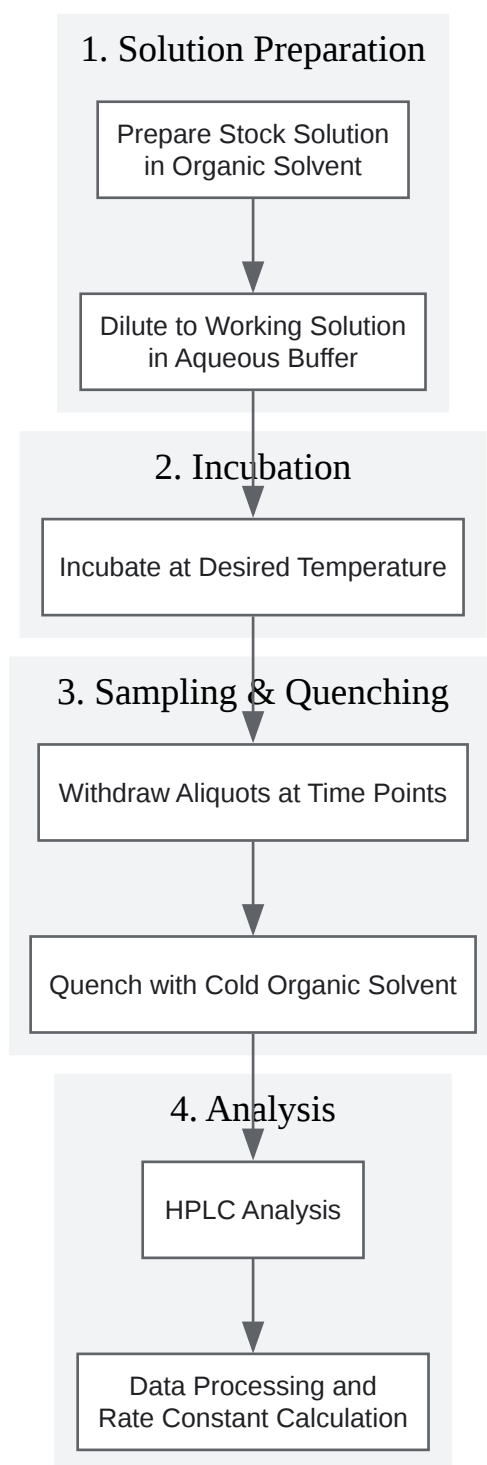 1. Solution Preparation
Prepare Stock Solution
in Organic Solvent
Dilute to Working Solution
in Aqueous Buffer
2. Incubation
Incubate at Desired Temperature
3. Sampling & Quenching
Withdraw Aliquots at Time Points
Quench with Cold Organic Solvent
4. Analysis
HPLC Analysis
Data Processing and
Rate Constant Calculation